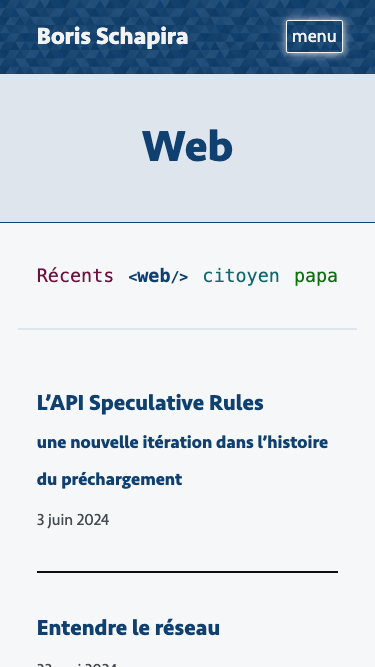 Boris Schapira
menu
Web
Récents <web/> citoyen papa
L’API Speculative Rules
une nouvelle itération dans l’histoire
du préchargement
3 juin 2024
Entendre le réseau